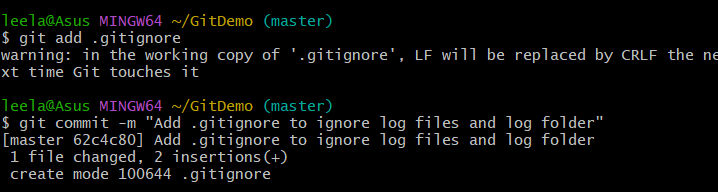 leela@Asus MINGW64 ~/GitDemo (master)
$ git add .gitignore
warning: in the working copy of '.gitignore', LF will be replaced by CRLF the ne
xt time Git touches it
leela@Asus MINGW64 ~/GitDemo (master)
$ git commit -m "Add .gitignore to ignore log files and log folder"
[master 62c4c80] Add .gitignore to ignore log files and log folder
 1 file changed, 2 insertions(+)
 create mode 100644 .gitignore